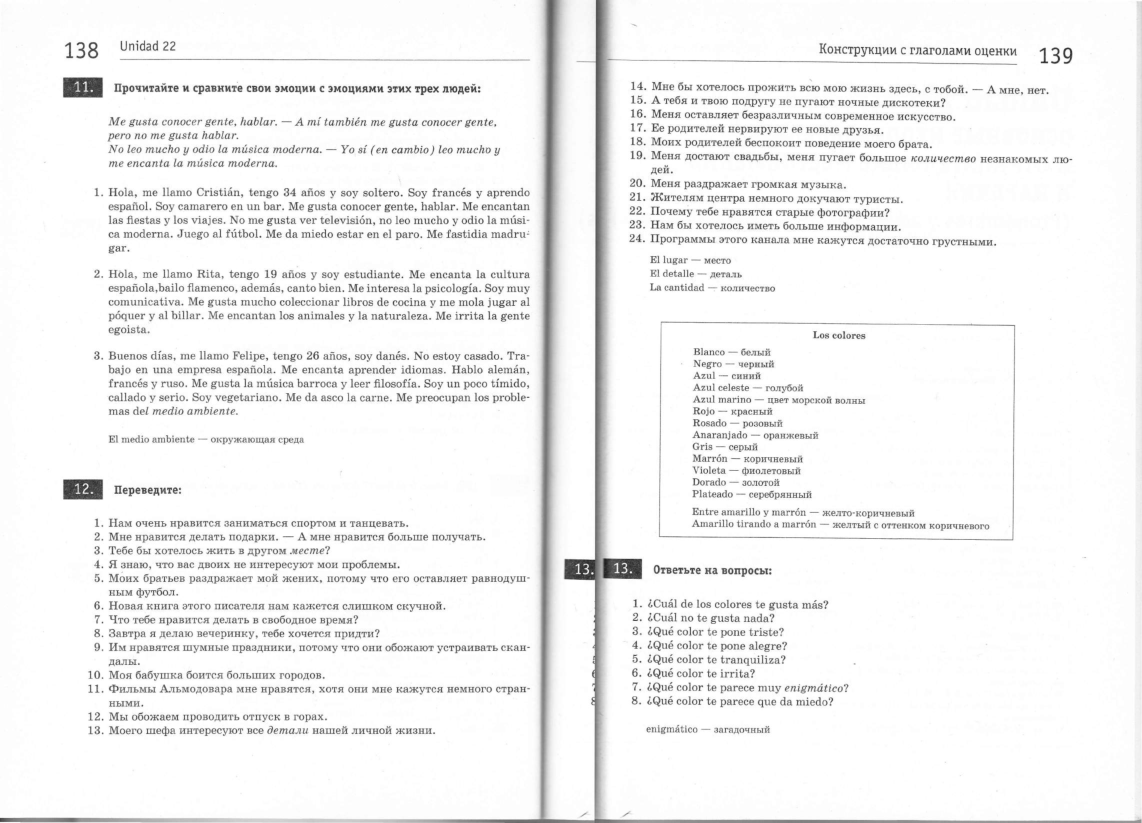 138 Unidad 22
11. Прочитайте и сравните свои эмоции с эмоциями этих трех людей:
Me gusta conocer gente, hablar. — A mí también me gusta conocer gente,
pero no me gusta hablar.
No leo mucho y odio la música moderna. — Yo sí (en cambio) leo mucho y
me encanta la música moderna.
1. Hola, me llamo Cristián, tengo 34 años y soy soltero. Soy francés y aprendo
español. Soy camarero en un bar. Me gusta conocer gente, hablar. Me encantan
las fiestas y los viajes. No me gusta ver televisión, no leo mucho y odio la músi-
ca moderna. Juego al fútbol. Me da miedo estar en el paro. Me fastidia madru-
gar.
2. Hola, me llamo Rita, tengo 19 años y soy estudiante. Me encanta la cultura
española,bailo flamenco, además, canto bien. Me interesa la psicología. Soy muy
comunicativa. Me gusta mucho coleccionar libros de cocina y me mola jugar al
póquer y al billar. Me encantan los animales y la naturaleza. Me irrita la gente
egoista.
3. Buenos días, me llamo Felipe, tengo 26 años, soy danés. No estoy casado. Tra-
bajo en una empresa española. Me encanta aprender idiomas. Hablo alemán,
francés y ruso. Me gusta la música barroca y leer filosofía. Soy un poco tímido,
callado y serio. Soy vegetariano. Me da asco la carne. Me preocupan los proble-
mas del medio ambiente.
El medio ambiente — окружающая среда
12. Переведите:
1. Нам очень нравится заниматься спортом и танцевать.
2. Мне нравится делать подарки. — А мне нравится больше получать.
3. Тебе бы хотелось жить в другом месте?
4. Я знаю, что вас двоих не интересуют мои проблемы.
5. Моих братьев раздражает мой жених, потому что его оставляет равнодуш-
ным футбол.
6. Новая книга этого писателя нам кажется слишком скучной.
7. Что тебе нравится делать в свободное время?
8. Завтра я делаю вечеринку, тебе хочется придти?
9. Им нравятся шумные праздники, потому что они обожают устраивать скан-
далы.
10. Моя бабушка боится больших городов.
11. Фильмы Альмодовара мне нравятся, хотя они мне кажутся немного стран-
ными.
12. Мы обожаем проводить отпуск в горах.
13. Моего шефа интересуют все детали нашей личной жизни.
Конструкции с глаголами оценки 139
14. Мне бы хотелось прожить всю мою жизнь здесь, с тобой. — А мне, нет.
15. А тебя и твою подругу не пугают ночные дискотеки?
16. Меня оставляет безразличным современное искусство.
17. Ее родителей нервируют ее новые друзья.
18. Моих родителей беспокоит поведение моего брата.
19. Меня достают свадьбы, меня пугает большое количество незнакомых лю-
дей.
20. Меня раздражает громкая музыка.
21. Жителям центра немного докучают туристы.
22. Почему тебе нравятся старые фотографии?
23. Нам бы хотелось иметь больше информации.
24. Программы этого канала мне кажутся достаточно грустными.
El lugar — место
El detalle — деталь
La cantidad — количество
Los colores
Blanco — белый
Negro — черный
Azul — синий
Azul celeste — голубой
Azul marino — цвет морской волны
Rojo — красный
Rosado — розовый
Anaranjado — оранжевый
Gris — серый
Marrón — коричневый
Violeta — фиолетовый
Dorado — золотой
Plateado — серебрянный
Entre amarillo y marrón — желто-коричневый
Amarillo tirando a marrón — желтый с оттенком коричневого
13.
13. Ответьте на вопросы:
1. ¿Cuál de los colores te gusta más?
2. ¿Cuál no te gusta nada?
3. ¿Qué color te pone triste?
4. ¿Qué color te pone alegre?
5. ¿Qué color te tranquiliza?
6. ¿Qué color te irrita?
7. ¿Qué color te parece muy enigmático?
8. ¿Qué color te parece que da miedo?
enigmático — загадочный